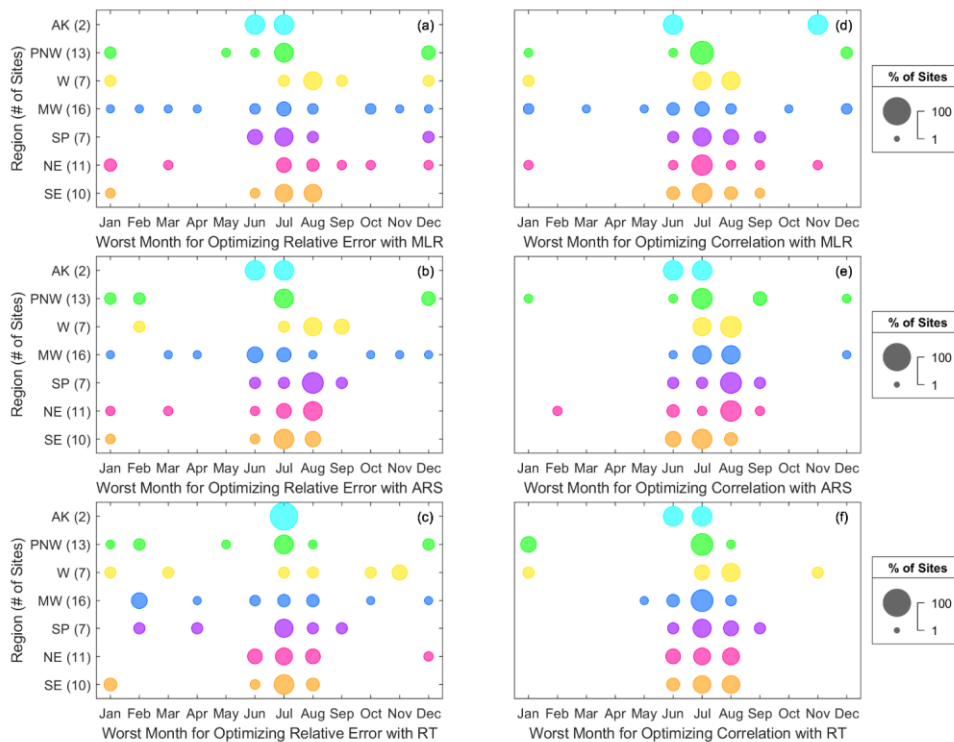 (a)
AK (2)
PNW (13)
W (7)
MW (16)
SP (7)
NE (11)
SE (10)
Region (# of Sites)
Jan Feb Mar Apr May Jun Jul Aug Sep Oct Nov Dec
Worst Month for Optimizing Relative Error with MLR
(d)
Jan Feb Mar Apr May Jun Jul Aug Sep Oct Nov Dec
Worst Month for Optimizing Correlation with MLR
% of Sites
100
1
(b)
AK (2)
PNW (13)
W (7)
MW (16)
SP (7)
NE (11)
SE (10)
Region (# of Sites)
Jan Feb Mar Apr May Jun Jul Aug Sep Oct Nov Dec
Worst Month for Optimizing Relative Error with ARS
(e)
Jan Feb Mar Apr May Jun Jul Aug Sep Oct Nov Dec
Worst Month for Optimizing Correlation with ARS
% of Sites
100
1
(c)
AK (2)
PNW (13)
W (7)
MW (16)
SP (7)
NE (11)
SE (10)
Region (# of Sites)
Jan Feb Mar Apr May Jun Jul Aug Sep Oct Nov Dec
Worst Month for Optimizing Relative Error with RT
(f)
Jan Feb Mar Apr May Jun Jul Aug Sep Oct Nov Dec
Worst Month for Optimizing Correlation with RT
% of Sites
100
1